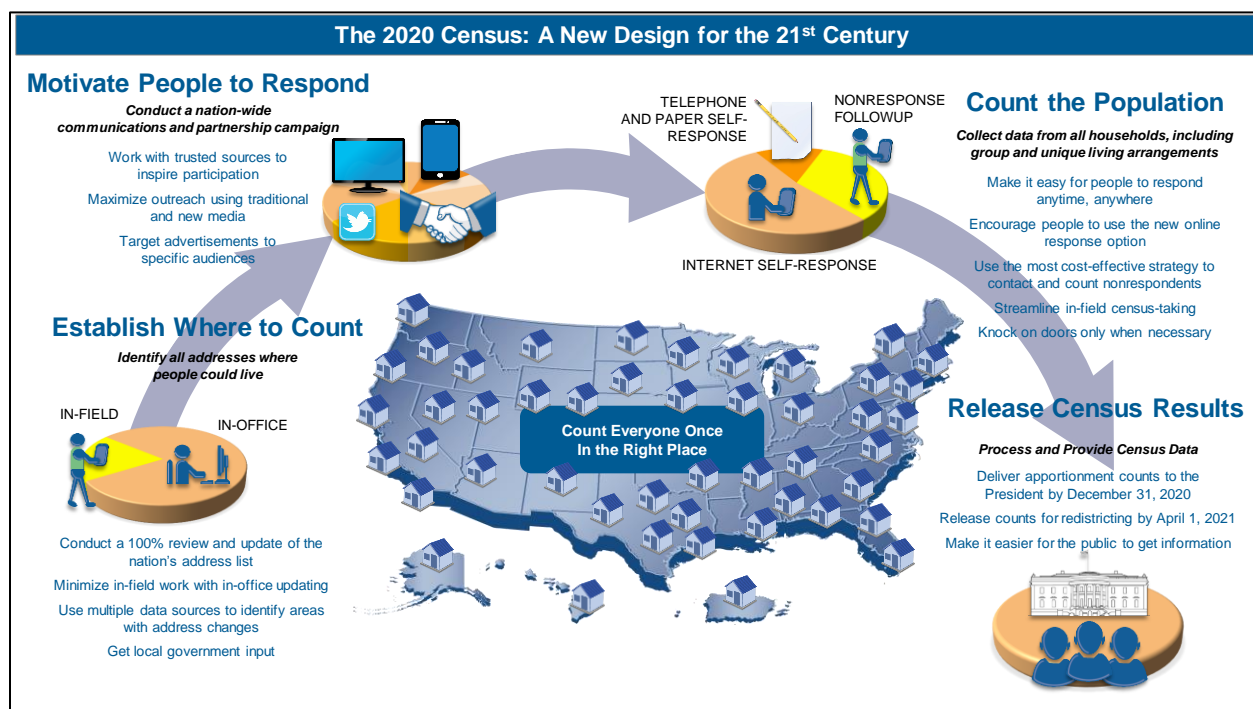 The 2020 Census: A New Design for the 21st Century
Motivate People to Respond
Conduct a nation-wide
communications and partnership campaign
Work with trusted sources to
inspire participation
Maximize outreach using traditional
and new media
Target advertisements to
specific audiences
Establish Where to Count
Identify all addresses where
people could live
IN-FIELD
IN-OFFICE
Conduct a 100% review and update of the
nation's address list
Minimize in-field work with in-office updating
Use multiple data sources to identify areas
with address changes
Get local government input
TELEPHONE
AND PAPER SELF-
RESPONSE
NONRESPONSE
FOLLOWUP
INTERNET SELF-RESPONSE
Count Everyone Once
In the Right Place
Count the Population
Collect data from all households, including
group and unique living arrangements
Make it easy for people to respond
anytime, anywhere
Encourage people to use the new online
response option
Use the most cost-effective strategy to
contact and count nonrespondents
Streamline in-field census-taking
Knock on doors only when necessary
Release Census Results
Process and Provide Census Data
Deliver apportionment counts to the
President by December 31, 2020
Release counts for redistricting by April 1, 2021
Make it easier for the public to get information